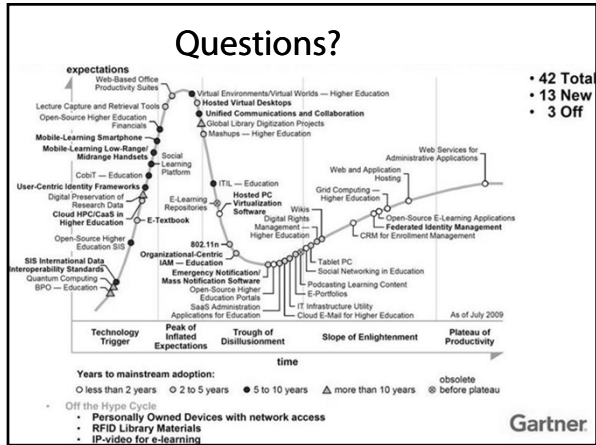 Questions?
expectations
• 42 Total
• 13 New
• 3 Off
Web-Based Office
Productivity Suites
Virtual Environments/Virtual Worlds — Higher Education
Lecture Capture and Retrieval Tools
Hosted Virtual Desktops
Open-Source Higher Education
Financials
Unified Communications and Collaboration
Global Library Digitization Projects
Mobile-Learning Smartphone
Mashups — Higher Education
Mobile-Learning Low-Range/
Midrange Handsets
Social
Learning
Platform
CobiT — Education
User-Centric Identity Frameworks
Digital Preservation of
Research Data
Cloud HPC/CaaS in
Higher Education
E-Textbook
Open-Source Higher
Education SIS
SIS International Data
Interoperability Standards
Quantum Computing
BPO — Education
ITIL — Education
E-Learning
Repositories
Hosted PC
Virtualization
Software
802.11n
Organizational-Centric
IAM — Education
Emergency Notification/
Mass Notification Software
Open-Source Higher
Education Portals
SaaS Administration
Applications for Education
Wikis
Digital Rights
Management —
Higher Education
Tablet PC
Social Networking in Education
Podcasting Learning Content
E-Portfolios
IT Infrastructure Utility
Cloud E-Mail for Higher Education
Grid Computing —
Higher Education
Web and Application
Hosting
Web Services for
Administrative Applications
Open-Source E-Learning Applications
Federated Identity Management
CRM for Enrollment Management
As of July 2009
Technology
Trigger
Peak of
Inflated
Expectations
Trough of
Disillusionment
Slope of Enlightenment
Plateau of
Productivity
time
Years to mainstream adoption:
less than 2 years
2 to 5 years
5 to 10 years
more than 10 years
obsolete
before plateau
• Off the Hype Cycle
• Personally Owned Devices with network access
• RFID Library Materials
• IP-video for e-learning
Gartner